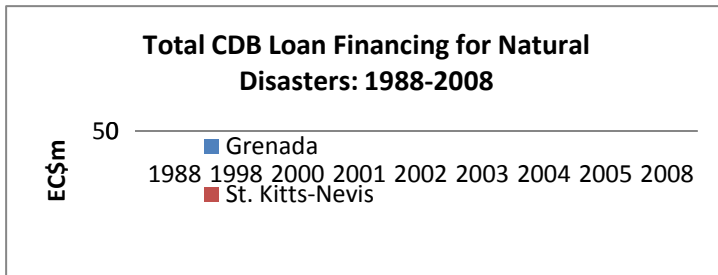 Total CDB Loan Financing for Natural
Disasters: 1988-2008
EC$m
50
Grenada
1988 1998 2000 2001 2002 2003 2004 2005 2008
St. Kitts-Nevis